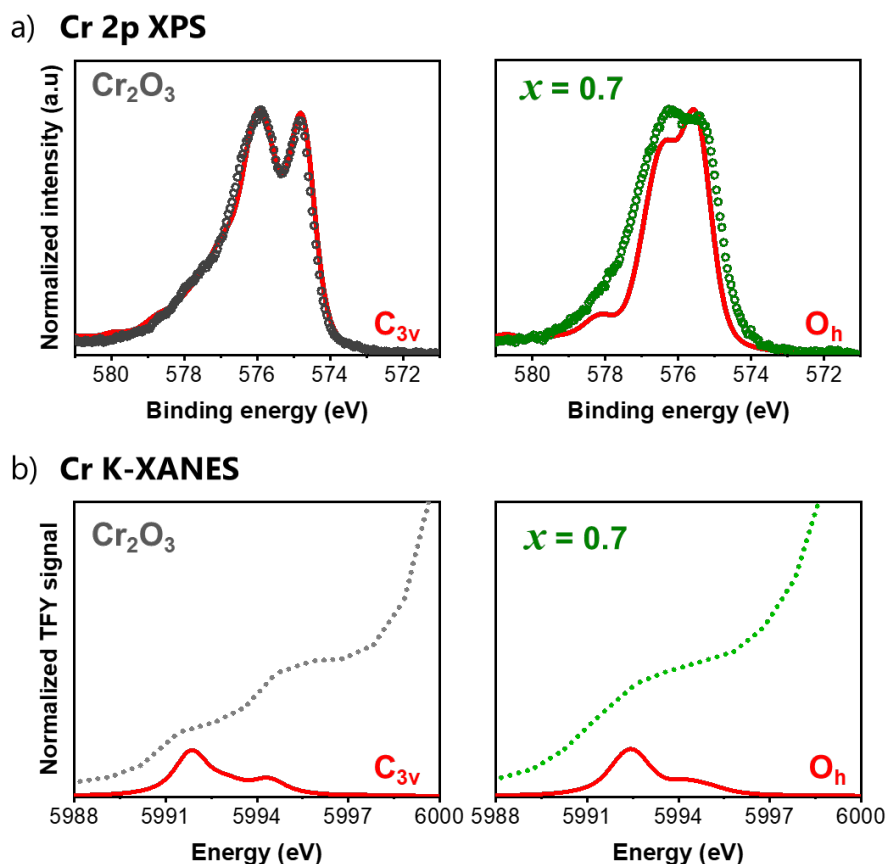 a) Cr 2p XPS
Normalized intensity (a.u)
Cr₂O₃
C₃ᵥ
580 578 576 574 572
Binding energy (eV)
x = 0.7
Oₕ
580 578 576 574 572
Binding energy (eV)
b) Cr K-XANES
Normalized TFY signal
Cr₂O₃
C₃ᵥ
5988 5991 5994 5997 6000
Energy (eV)
x = 0.7
Oₕ
5988 5991 5994 5997 6000
Energy (eV)